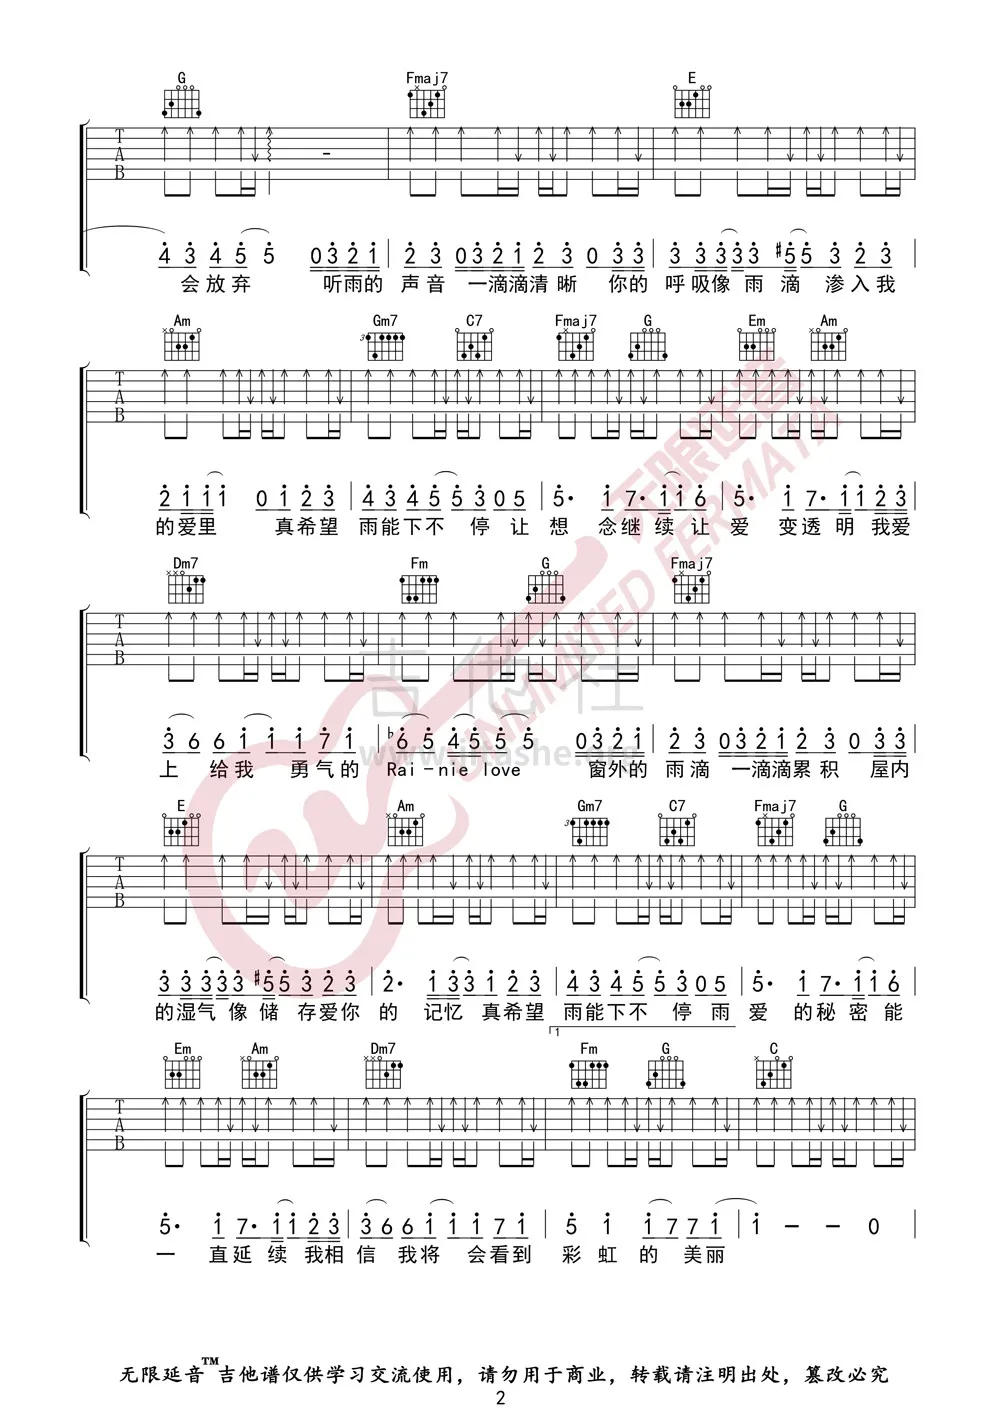 G Fmaj7 E
T A B
4 3 4 5 5 0 3 2 1 2 3 0 3 2 1 2 3 0 3 3 3 3 3 3 3 #5 5 3 2 3
会放弃 听雨的 声音 一滴滴清晰 你的 呼吸像 雨 滴 渗入我
Am Gm7 C7 Fmaj7 G Em Am
T A B
2 1 1 1 0 1 2 3 4 3 4 5 5 3 0 5 5· 1 7· 1 1 6 5· 1 7· 1 1 2 3
的爱里 真希望 雨能下不 停让 想 念继续让 爱 变透明 我爱
Dm7 Fm G Fmaj7
T A B
3 6 6 1 1 1 7 1 b6 5 4 5 5 5 0 3 2 1 2 3 0 3 2 1 2 3 0 3 3
上 给我 勇气的 Rai-nie love 窗外的 雨滴 一滴滴累积 屋内
E Am Gm7 C7 Fmaj7 G
T A B
3 3 3 3 3 #5 5 3 2 3 2· 1 3 3 1 2 3 4 3 4 5 5 3 0 5 5· 1 7· 1 1 6
的湿气像储 存爱你 的 记忆 真希望 雨能下不 停雨 爱 的秘密能
1
Em Am Dm7 Fm G C
T A B
5· 1 7· 1 1 2 3 3 6 6 1 1 1 7 1 5 1 1 7 7 1 1 - - 0
一 直延续 我相信 我将 会看到 彩虹 的 美丽
无限延音
UNLIMITED FERMATA
吉他社
www.jitashe.org
无限延音™吉他谱仅供学习交流使用，请勿用于商业，转载请注明出处，篡改必究
2